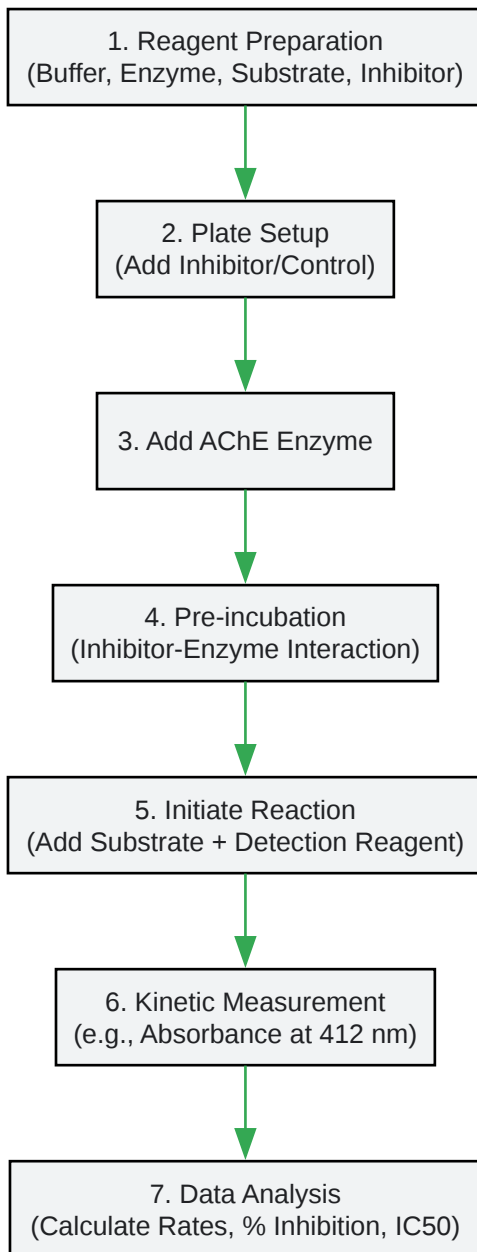 1. Reagent Preparation
(Buffer, Enzyme, Substrate, Inhibitor)
2. Plate Setup
(Add Inhibitor/Control)
3. Add AChE Enzyme
4. Pre-incubation
(Inhibitor-Enzyme Interaction)
5. Initiate Reaction
(Add Substrate + Detection Reagent)
6. Kinetic Measurement
(e.g., Absorbance at 412 nm)
7. Data Analysis
(Calculate Rates, % Inhibition, IC50)